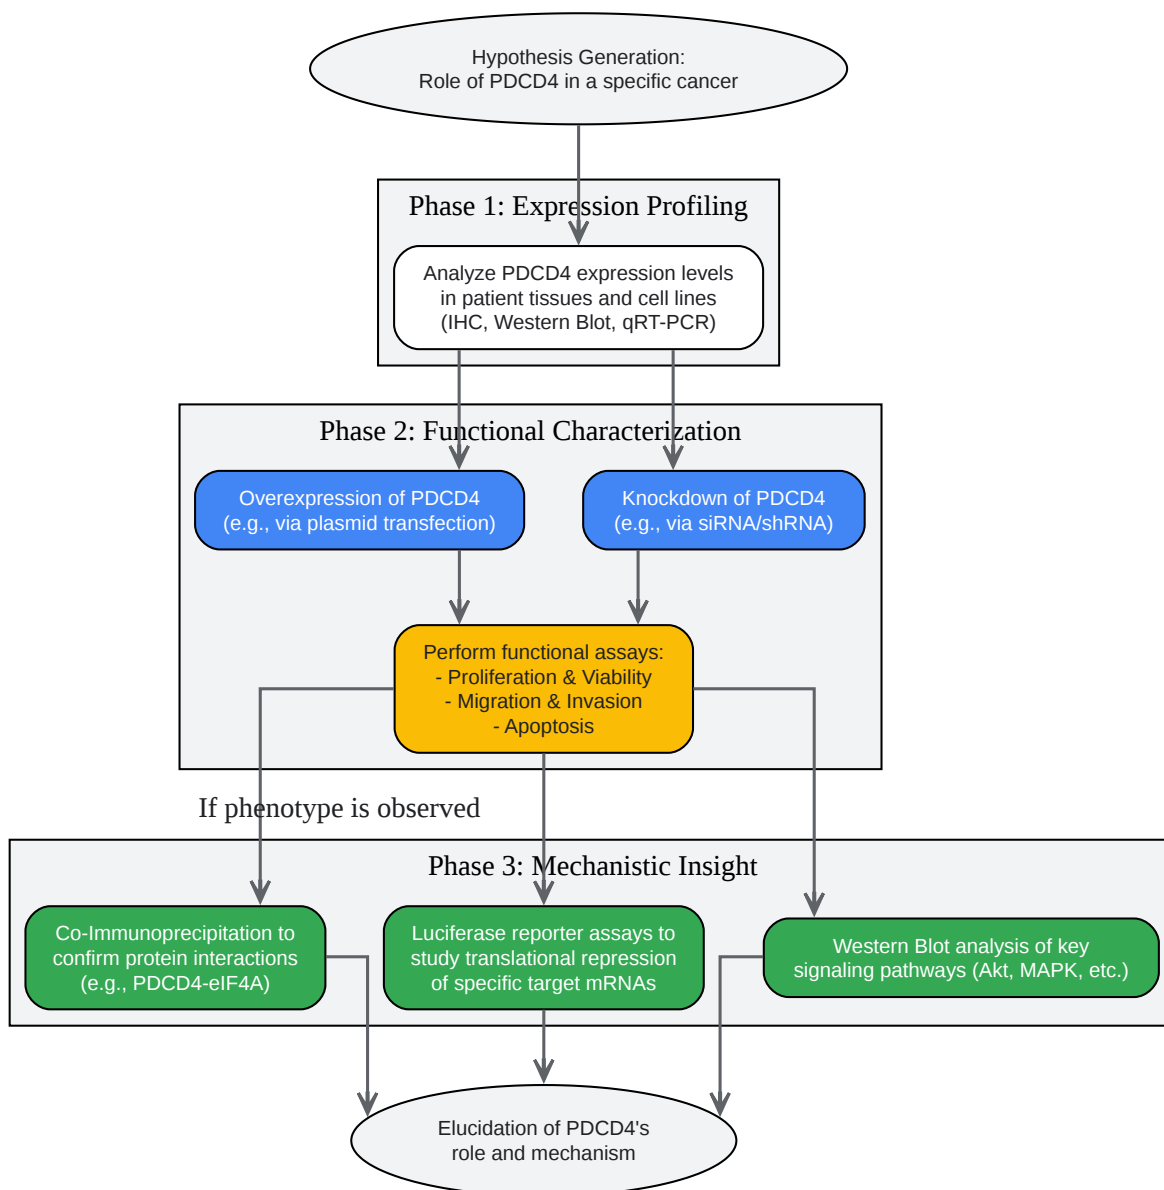 Hypothesis Generation:
Role of PDCD4 in a specific cancer
Phase 1: Expression Profiling
Analyze PDCD4 expression levels
in patient tissues and cell lines
(IHC, Western Blot, qRT-PCR)
Phase 2: Functional Characterization
Overexpression of PDCD4
(e.g., via plasmid transfection)
Knockdown of PDCD4
(e.g., via siRNA/shRNA)
Perform functional assays:
- Proliferation & Viability
- Migration & Invasion
- Apoptosis
If phenotype is observed
Phase 3: Mechanistic Insight
Co-Immunoprecipitation to
confirm protein interactions
(e.g., PDCD4-eIF4A)
Luciferase reporter assays to
study translational repression
of specific target mRNAs
Western Blot analysis of key
signaling pathways (Akt, MAPK, etc.)
Elucidation of PDCD4's
role and mechanism